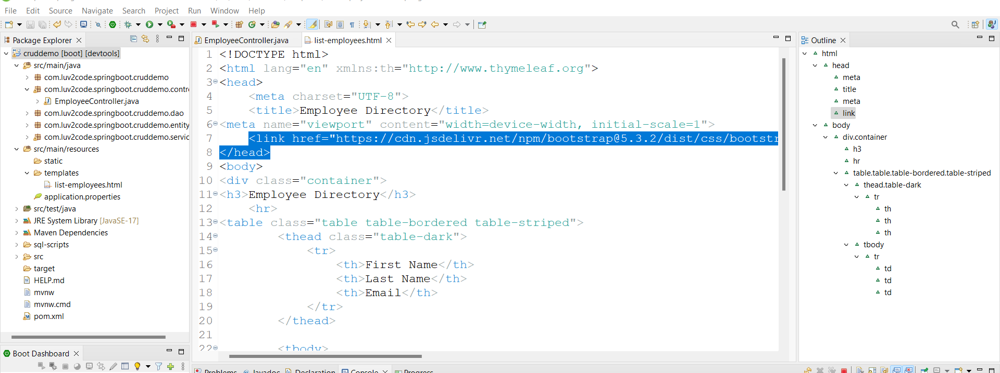 File Edit Source Navigate Search Project Run Window Help
Package Explorer
cruddemo [boot] [devtools]
src/main/java
com.luv2code.springboot.cruddemo
com.luv2code.springboot.cruddemo.contr
EmployeeController.java
com.luv2code.springboot.cruddemo.dao
com.luv2code.springboot.cruddemo.entity
com.luv2code.springboot.cruddemo.servic
src/main/resources
static
templates
list-employees.html
application.properties
src/test/java
JRE System Library [JavaSE-17]
Maven Dependencies
sql-scripts
src
target
HELP.md
mvnw
mvnw.cmd
pom.xml
Boot Dashboard
EmployeeController.java list-employees.html
1 <!DOCTYPE html>
2 <html lang="en" xmlns:th="http://www.thymeleaf.org">
3 <head>
4 <meta charset="UTF-8">
5 <title>Employee Directory</title>
6 <meta name="viewport" content="width=device-width, initial-scale=1">
7 <link href="https://cdn.jsdelivr.net/npm/bootstrap@5.3.2/dist/css/bootstr
8 </head>
9 <body>
10 <div class="container">
11 <h3>Employee Directory</h3>
12 <hr>
13 <table class="table table-bordered table-striped">
14 <thead class="table-dark">
15 <tr>
16 <th>First Name</th>
17 <th>Last Name</th>
18 <th>Email</th>
19 </tr>
20 </thead>
21
22 <tbody>
Problems Javadoc Declaration Console Progress
Outline
html
head
meta
title
meta
link
body
div.container
h3
hr
table.table.table-bordered.table-striped
thead.table-dark
tr
th
th
th
tbody
tr
td
td
td